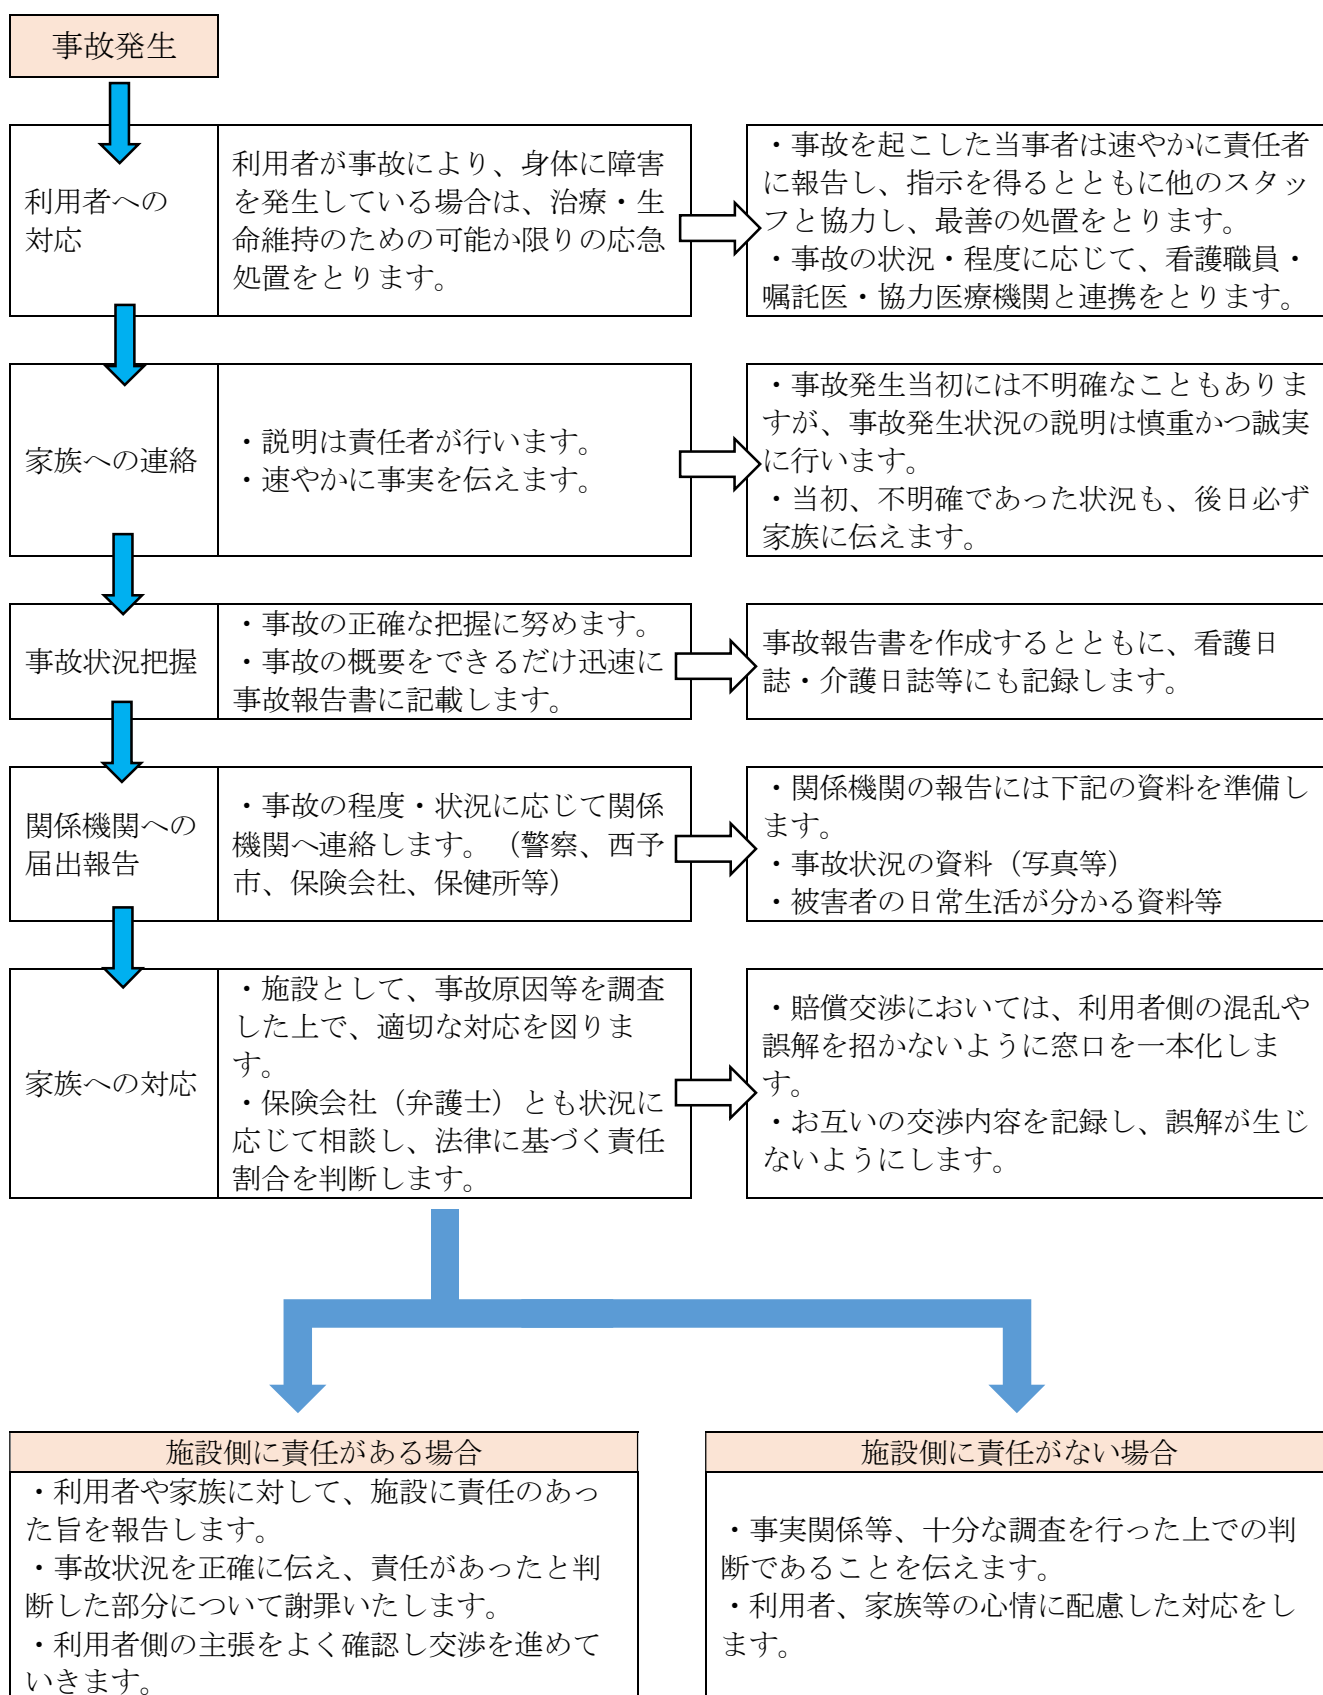 事故発生
利用者への
対応
利用者が事故により、身体に障害
を発生している場合は、治療・生
命維持のための可能か限りの応急
処置をとります。
・事故を起こした当事者は速やかに責任者
に報告し、指示を得るとともに他のスタッ
フと協力し、最善の処置をとります。
・事故の状況・程度に応じて、看護職員・
嘱託医・協力医療機関と連携をとります。
家族への連絡
・説明は責任者が行います。
・速やかに事実を伝えます。
・事故発生当初には不明確なこともありま
すが、事故発生状況の説明は慎重かつ誠実
に行います。
・当初、不明確であった状況も、後日必ず
家族に伝えます。
事故状況把握
・事故の正確な把握に努めます。
・事故の概要をできるだけ迅速に
事故報告書に記載します。
事故報告書を作成するとともに、看護日
誌・介護日誌等にも記録します。
関係機関への
届出報告
・事故の程度・状況に応じて関係
機関へ連絡します。（警察、西予
市、保険会社、保健所等）
・関係機関の報告には下記の資料を準備し
ます。
・事故状況の資料（写真等）
・被害者の日常生活が分かる資料等
家族への対応
・施設として、事故原因等を調査
した上で、適切な対応を図りま
す。
・保険会社（弁護士）とも状況に
応じて相談し、法律に基づく責任
割合を判断します。
・賠償交渉においては、利用者側の混乱や
誤解を招かないように窓口を一本化しま
す。
・お互いの交渉内容を記録し、誤解が生じ
ないようにします。
施設側に責任がある場合
・利用者や家族に対して、施設に責任のあっ
た旨を報告します。
・事故状況を正確に伝え、責任があったと判
断した部分について謝罪いたします。
・利用者側の主張をよく確認し交渉を進めて
いきます。
施設側に責任がない場合
・事実関係等、十分な調査を行った上での判
断であることを伝えます。
・利用者、家族等の心情に配慮した対応をし
ます。